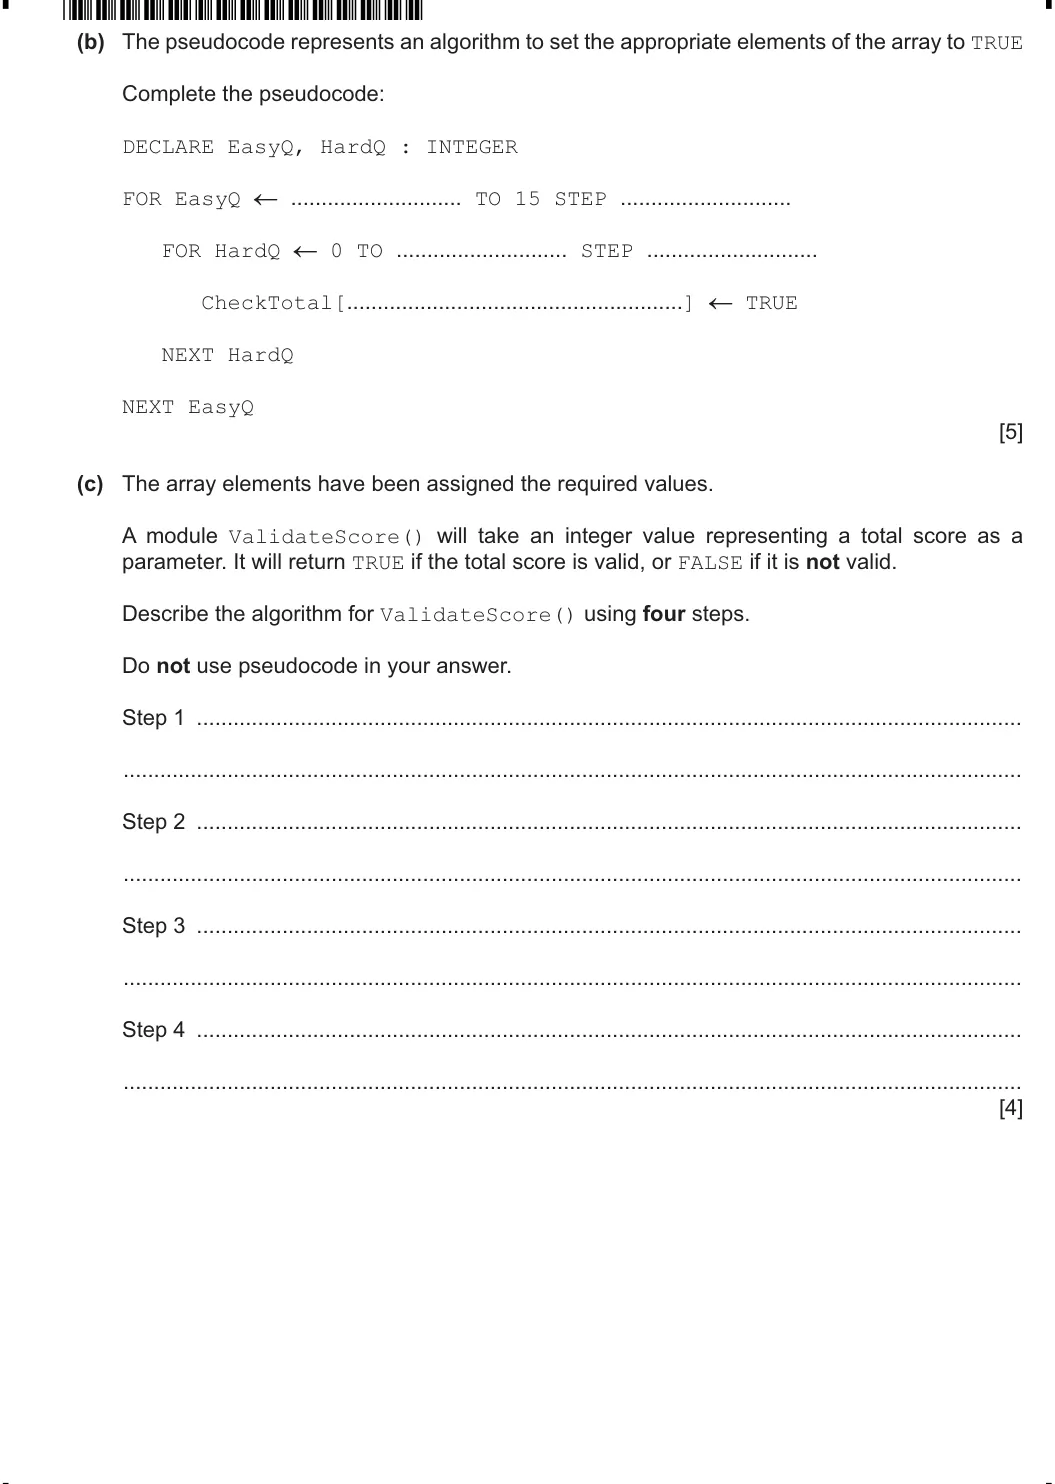 (b) The pseudocode represents an algorithm to set the appropriate elements of the array to TRUE
Complete the pseudocode:
DECLARE EasyQ, HardQ : INTEGER
FOR EasyQ ← ............................ TO 15 STEP ............................
FOR HardQ ← 0 TO ............................ STEP ............................
CheckTotal[.......................................................] ← TRUE
NEXT HardQ
NEXT EasyQ
[5]
(c) The array elements have been assigned the required values.
A module ValidateScore() will take an integer value representing a total score as a
parameter. It will return TRUE if the total score is valid, or FALSE if it is not valid.
Describe the algorithm for ValidateScore() using four steps.
Do not use pseudocode in your answer.
Step 1 ..........................................................................................................................................
...................................................................................................................................................
Step 2 ..........................................................................................................................................
...................................................................................................................................................
Step 3 ..........................................................................................................................................
...................................................................................................................................................
Step 4 ..........................................................................................................................................
...................................................................................................................................................
[4]